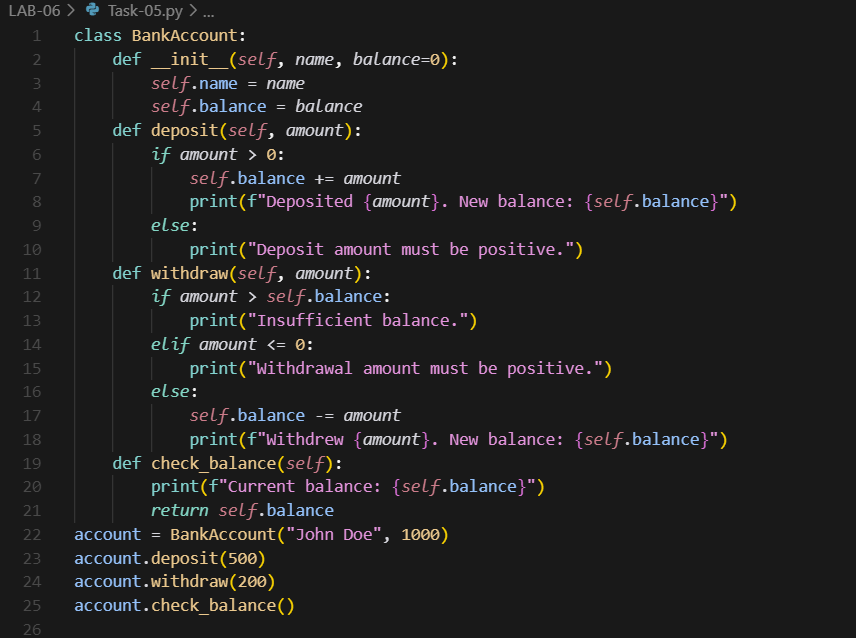 LAB-06 > Task-05.py > ...
1 class BankAccount:
2     def __init__(self, name, balance=0):
3         self.name = name
4         self.balance = balance
5     def deposit(self, amount):
6         if amount > 0:
7             self.balance += amount
8             print(f"Deposited {amount}. New balance: {self.balance}")
9         else:
10             print("Deposit amount must be positive.")
11     def withdraw(self, amount):
12         if amount > self.balance:
13             print("Insufficient balance.")
14         elif amount <= 0:
15             print("Withdrawal amount must be positive.")
16         else:
17             self.balance -= amount
18             print(f"Withdrew {amount}. New balance: {self.balance}")
19     def check_balance(self):
20         print(f"Current balance: {self.balance}")
21         return self.balance
22 account = BankAccount("John Doe", 1000)
23 account.deposit(500)
24 account.withdraw(200)
25 account.check_balance()
26